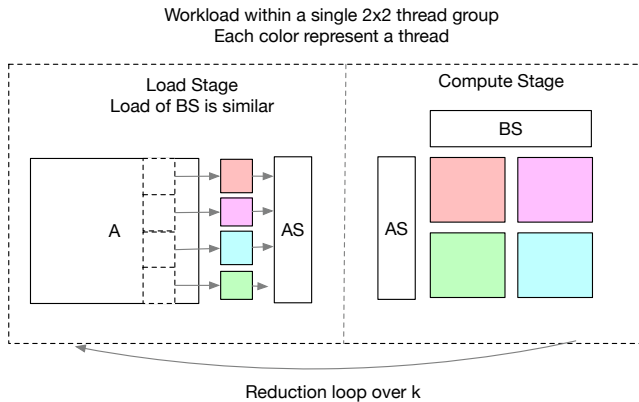 Workload within a single 2x2 thread group
Each color represent a thread
Load Stage
Load of BS is similar
A
AS
Compute Stage
BS
AS
Reduction loop over k